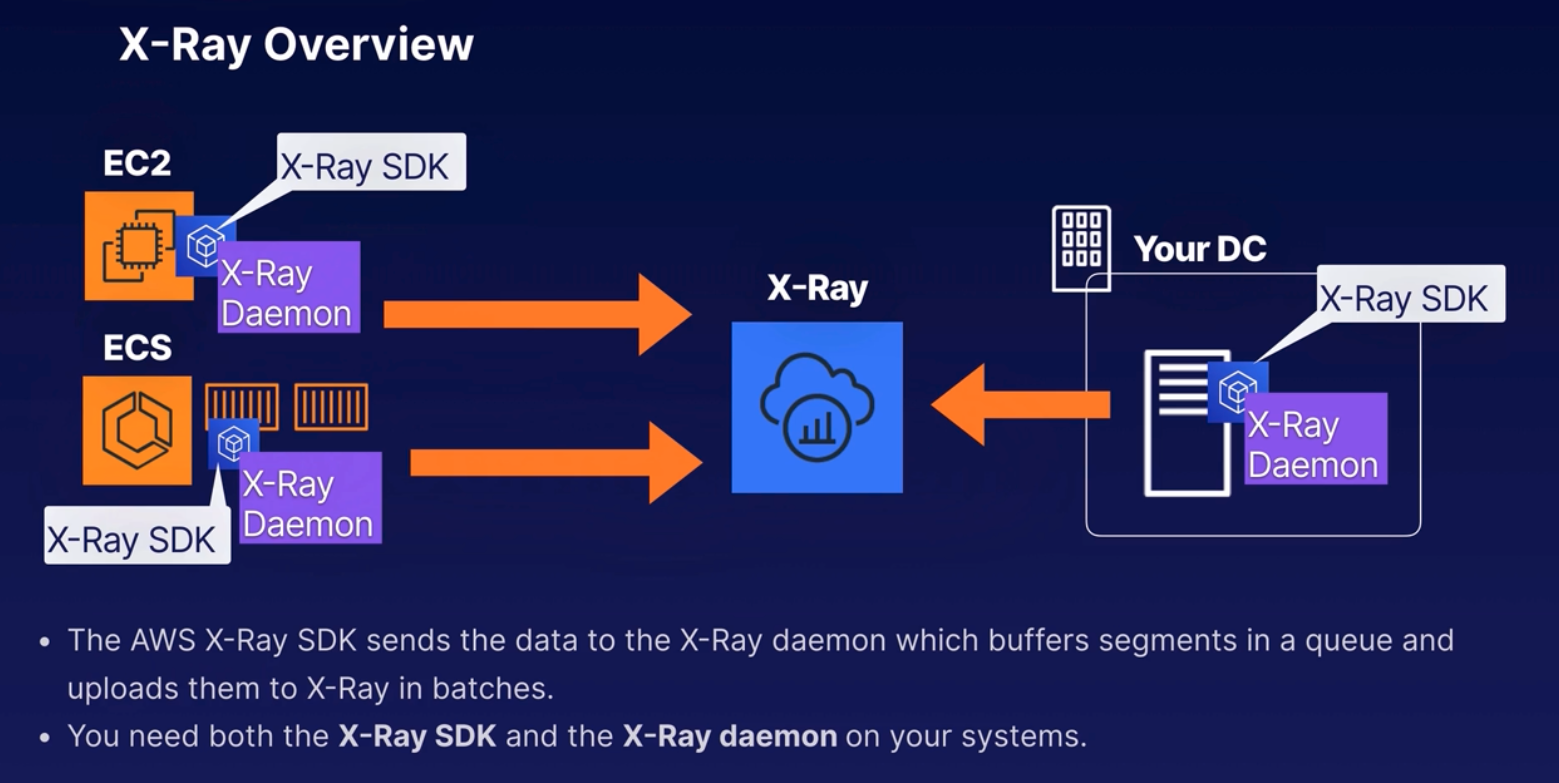 X-Ray Overview
EC2
X-Ray SDK
X-Ray
Daemon
ECS
X-Ray
Daemon
X-Ray SDK
X-Ray
Your DC
X-Ray SDK
X-Ray
Daemon
• The AWS X-Ray SDK sends the data to the X-Ray daemon which buffers segments in a queue and
uploads them to X-Ray in batches.
• You need both the X-Ray SDK and the X-Ray daemon on your systems.